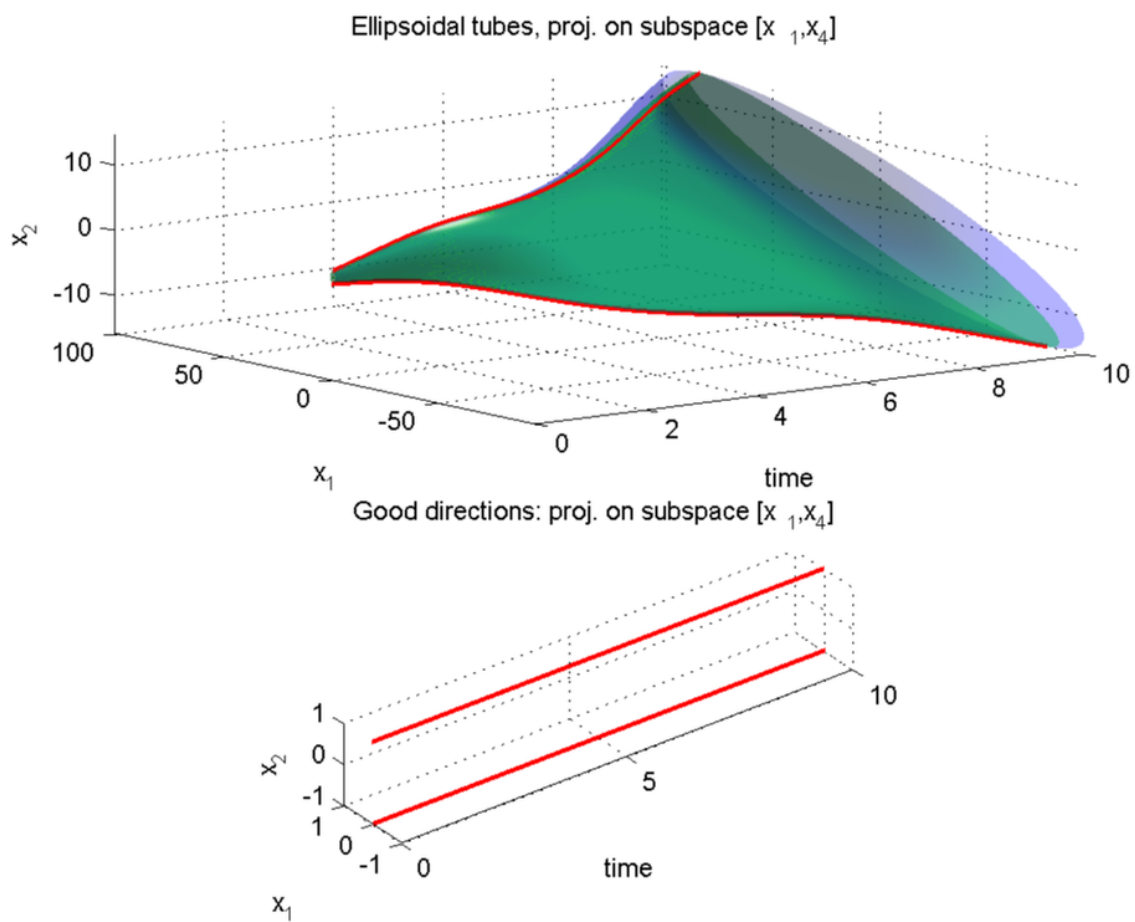 Ellipsoidal tubes, proj. on subspace [x 1,x4]
10
0
-10
x2
100
50
0
-50
x1
0
2
4
6
8
10
time
Good directions: proj. on subspace [x 1,x4]
1
0
-1
x2
1
0
-1
x1
0
5
10
time